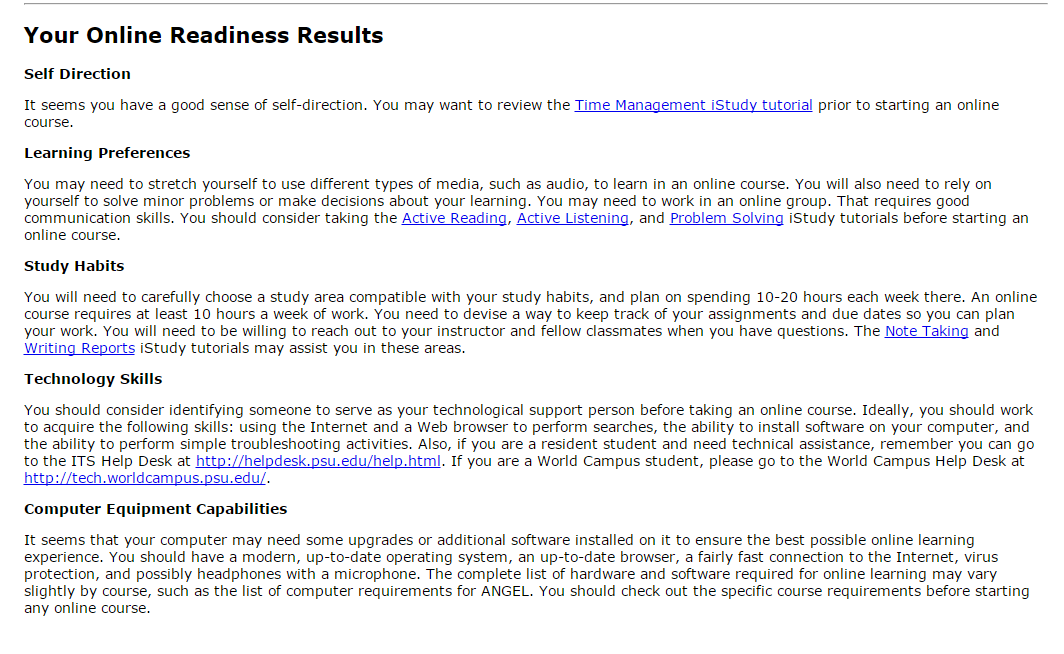 Your Online Readiness Results
Self Direction
It seems you have a good sense of self-direction. You may want to review the Time Management iStudy tutorial prior to starting an online
course.
Learning Preferences
You may need to stretch yourself to use different types of media, such as audio, to learn in an online course. You will also need to rely on
yourself to solve minor problems or make decisions about your learning. You may need to work in an online group. That requires good
communication skills. You should consider taking the Active Reading, Active Listening, and Problem Solving iStudy tutorials before starting an
online course.
Study Habits
You will need to carefully choose a study area compatible with your study habits, and plan on spending 10-20 hours each week there. An online
course requires at least 10 hours a week of work. You need to devise a way to keep track of your assignments and due dates so you can plan
your work. You will need to be willing to reach out to your instructor and fellow classmates when you have questions. The Note Taking and
Writing Reports iStudy tutorials may assist you in these areas.
Technology Skills
You should consider identifying someone to serve as your technological support person before taking an online course. Ideally, you should work
to acquire the following skills: using the Internet and a Web browser to perform searches, the ability to install software on your computer, and
the ability to perform simple troubleshooting activities. Also, if you are a resident student and need technical assistance, remember you can go
to the ITS Help Desk at http://helpdesk.psu.edu/help.html. If you are a World Campus student, please go to the World Campus Help Desk at
http://tech.worldcampus.psu.edu/.
Computer Equipment Capabilities
It seems that your computer may need some upgrades or additional software installed on it to ensure the best possible online learning
experience. You should have a modern, up-to-date operating system, an up-to-date browser, a fairly fast connection to the Internet, virus
protection, and possibly headphones with a microphone. The complete list of hardware and software required for online learning may vary
slightly by course, such as the list of computer requirements for ANGEL. You should check out the specific course requirements before starting
any online course.